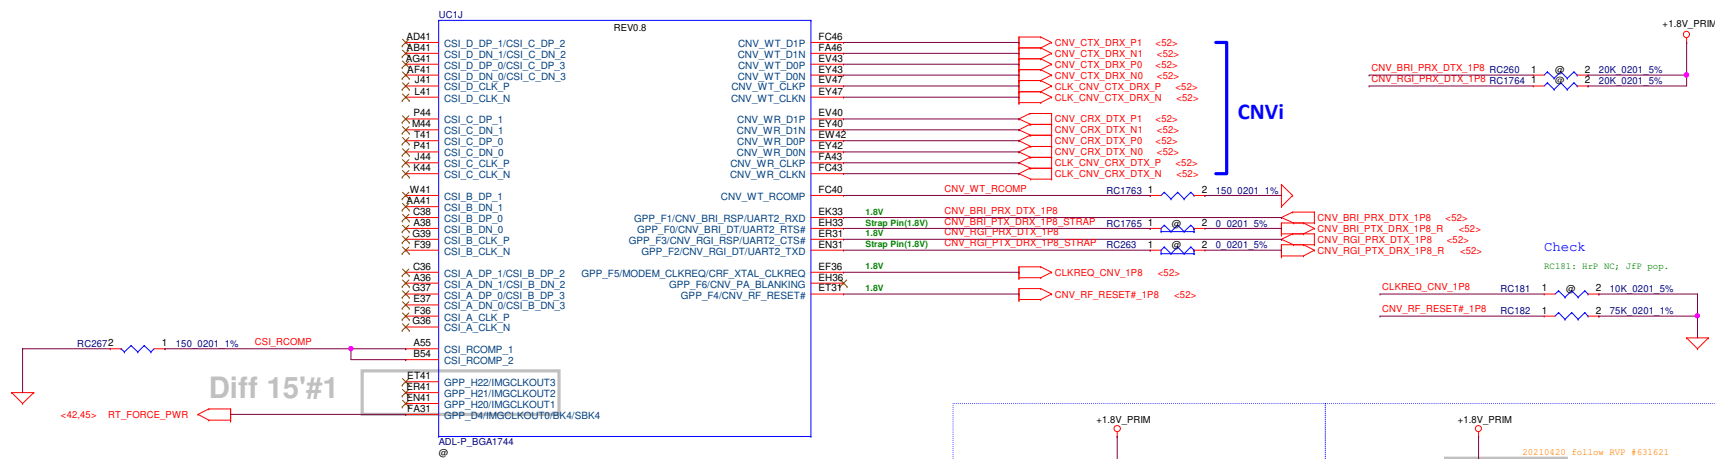 UC1J
REV0.8
AD41 CSI_D_DP_1/CSI_C_DP_2
AB41 CSI_D_DN_1/CSI_C_DN_2
AG41 CSI_D_DP_0/CSI_C_DP_3
AF41 CSI_D_DN_0/CSI_C_DN_3
J41 CSI_D_CLK_P
L41 CSI_D_CLK_N
P44 CSI_C_DP_1
M44 CSI_C_DN_1
T41 CSI_C_DP_0
P41 CSI_C_DN_0
J44 CSI_C_CLK_P
K44 CSI_C_CLK_N
W41 CSI_B_DP_1
AA41 CSI_B_DN_1
C38 CSI_B_DP_0
A38 CSI_B_DN_0
G39 CSI_B_CLK_P
F39 CSI_B_CLK_N
C36 CSI_A_DP_1/CSI_B_DP_2
A36 CSI_A_DN_1/CSI_B_DN_2
G37 CSI_A_DP_0/CSI_B_DP_3
E37 CSI_A_DN_0/CSI_B_DN_3
F36 CSI_A_CLK_P
G36 CSI_A_CLK_N
RC267 2 1 150_0201_1% CSI_RCOMP A55 CSI_RCOMP_1
B54 CSI_RCOMP_2
Diff 15'#1
ET41 GPP_H22/IMGCLKOUT3
ER41 GPP_H21/IMGCLKOUT2
EN41 GPP_H20/IMGCLKOUT1
<42,45> RT_FORCE_PWR FA31 GPP_D4/IMGCLKOUT0/BK4/SBK4
ADL-P_BGA1744
@
CNV_WT_D1P FC46 CNV_CTX_DRX_P1 <52>
CNV_WT_D1N FA46 CNV_CTX_DRX_N1 <52>
CNV_WT_D0P EV43 CNV_CTX_DRX_P0 <52>
CNV_WT_D0N EY43 CNV_CTX_DRX_N0 <52>
CNV_WT_CLKP EV47 CLK_CNV_CTX_DRX_P <52>
CNV_WT_CLKN EY47 CLK_CNV_CTX_DRX_N <52>
CNV_WR_D1P EV40 CNV_CRX_DTX_P1 <52>
CNV_WR_D1N EY40 CNV_CRX_DTX_N1 <52>
CNV_WR_D0P EW42 CNV_CRX_DTX_P0 <52>
CNV_WR_D0N EY42 CNV_CRX_DTX_N0 <52>
CNV_WR_CLKP FA43 CLK_CNV_CRX_DTX_P <52>
CNV_WR_CLKN FC43 CLK_CNV_CRX_DTX_N <52>
CNVi
CNV_WT_RCOMP FC40 CNV_WT_RCOMP RC1763 1 2 150_0201_1%
GPP_F1/CNV_BRI_RSP/UART2_RXD EK33 1.8V CNV_BRI_PRX_DTX_1P8 CNV_BRI_PRX_DTX_1P8 <52>
GPP_F0/CNV_BRI_DT/UART2_RTS# EH33 Strap Pin(1.8V) CNV_BRI_PTX_DRX_1P8_STRAP RC1765 1 @ 2 0_0201_5% CNV_BRI_PTX_DRX_1P8_R <52>
GPP_F3/CNV_RGI_RSP/UART2_CTS# ER31 1.8V CNV_RGI_PRX_DTX_1P8 CNV_RGI_PRX_DTX_1P8 <52>
GPP_F2/CNV_RGI_DT/UART2_TXD EN31 Strap Pin(1.8V) CNV_RGI_PTX_DRX_1P8_STRAP RC263 1 @ 2 0_0201_5% CNV_RGI_PTX_DRX_1P8_R <52>
GPP_F5/MODEM_CLKREQ/CRF_XTAL_CLKREQ EF36 1.8V CLKREQ_CNV_1P8 <52>
GPP_F6/CNV_PA_BLANKING EH36
GPP_F4/CNV_RF_RESET# ET31 1.8V CNV_RF_RESET#_1P8 <52>
+1.8V_PRIM
CNV_BRI_PRX_DTX_1P8 RC260 1 @ 2 20K_0201_5%
CNV_RGI_PRX_DTX_1P8 RC1764 1 @ 2 20K_0201_5%
Check
RC181: HrP NC; JfP pop.
CLKREQ_CNV_1P8 RC181 1 @ 2 10K_0201_5%
CNV_RF_RESET#_1P8 RC182 1 2 75K_0201_1%
+1.8V_PRIM
+1.8V_PRIM
20210420 follow RVP #631621